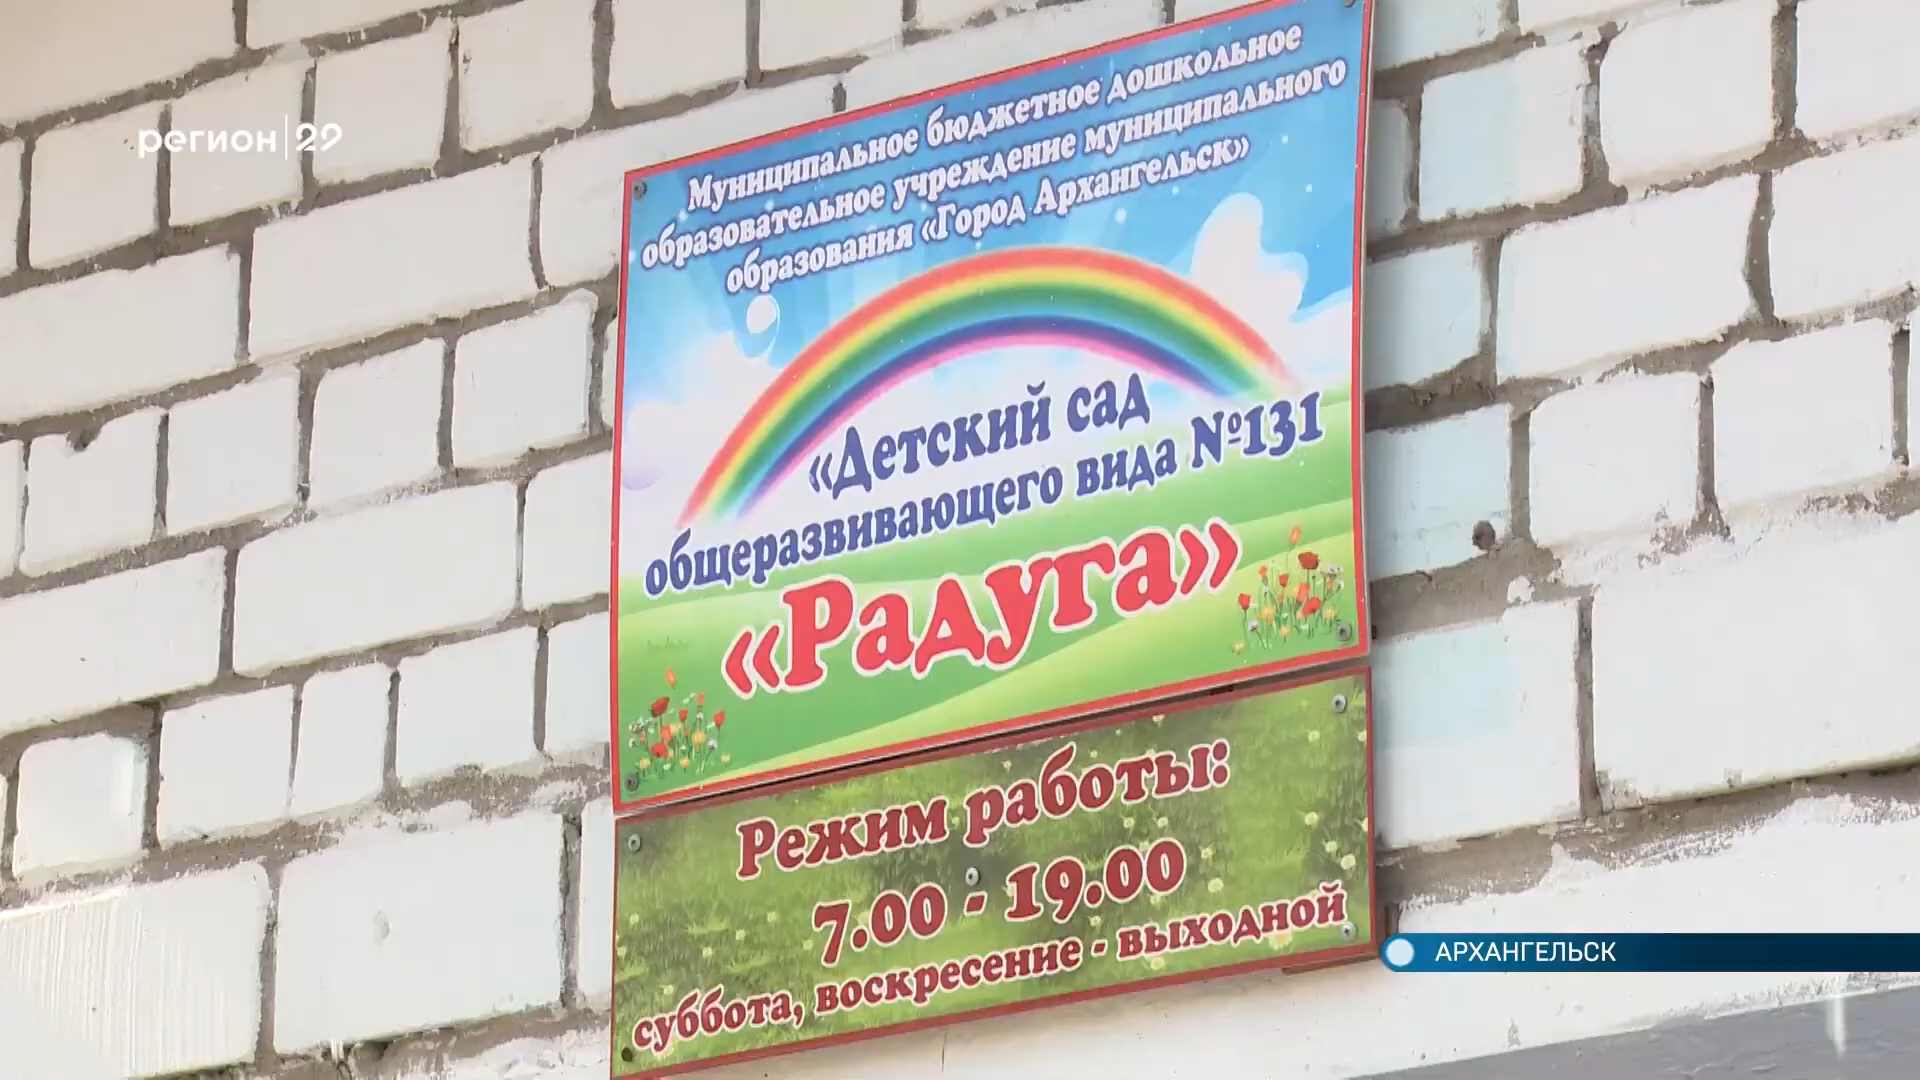 регион|29
Муниципальное бюджетное дошкольное
образовательное учреждение муниципального
образования «Город Архангельск»
«Детский сад
общеразвивающего вида №131
«Радуга»
Режим работы:
7.00 - 19.00
суббота, воскресение - выходной
АРХАНГЕЛЬСК